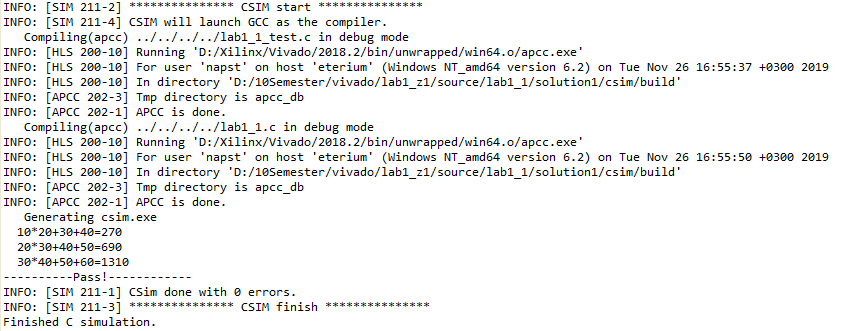 INFO: [SIM 211-2] *************** CSIM start ***************
INFO: [SIM 211-4] CSIM will launch GCC as the compiler.
   Compiling(apcc) ../../../../lab1_1_test.c in debug mode
INFO: [HLS 200-10] Running 'D:/Xilinx/Vivado/2018.2/bin/unwrapped/win64.o/apcc.exe'
INFO: [HLS 200-10] For user 'napst' on host 'eterium' (Windows NT_amd64 version 6.2) on Tue Nov 26 16:55:37 +0300 2019
INFO: [HLS 200-10] In directory 'D:/10Semester/vivado/lab1_z1/source/lab1_1/solution1/csim/build'
INFO: [APCC 202-3] Tmp directory is apcc_db
INFO: [APCC 202-1] APCC is done.
   Compiling(apcc) ../../../../lab1_1.c in debug mode
INFO: [HLS 200-10] Running 'D:/Xilinx/Vivado/2018.2/bin/unwrapped/win64.o/apcc.exe'
INFO: [HLS 200-10] For user 'napst' on host 'eterium' (Windows NT_amd64 version 6.2) on Tue Nov 26 16:55:50 +0300 2019
INFO: [HLS 200-10] In directory 'D:/10Semester/vivado/lab1_z1/source/lab1_1/solution1/csim/build'
INFO: [APCC 202-3] Tmp directory is apcc_db
INFO: [APCC 202-1] APCC is done.
   Generating csim.exe
  10*20+30+40=270
  20*30+40+50=690
  30*40+50+60=1310
----------Pass!------------
INFO: [SIM 211-1] CSim done with 0 errors.
INFO: [SIM 211-3] *************** CSIM finish ***************
Finished C simulation.